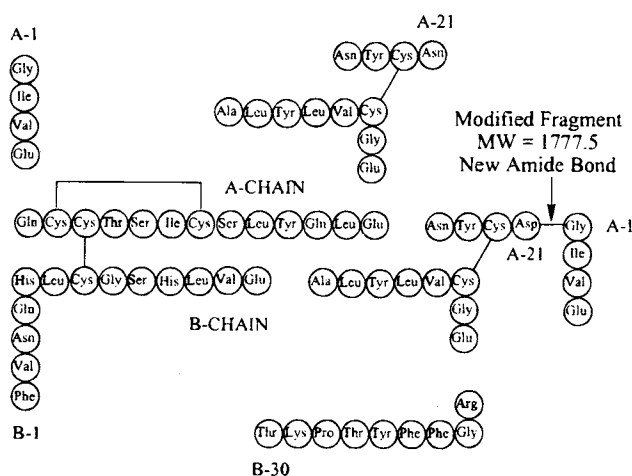 A-1
A-21
Gly
Ile
Val
Glu
Asn Tyr Cys Asn
Ala Leu Tyr Leu Val Cys
Gly
Glu
Modified Fragment
MW = 1777.5
New Amide Bond
A-CHAIN
Gln Cys Cys Thr Ser Ile Cys Ser Leu Tyr Gln Leu Glu
Asn Tyr Cys Asp Gly A-1
A-21
Ile
Val
Glu
His Leu Cys Gly Ser His Leu Val Glu
Ala Leu Tyr Leu Val Cys
Gly
Glu
Gln
Asn
Val
Phe
B-CHAIN
B-1
Arg
Thr Lys Pro Thr Tyr Phe Phe Gly
B-30